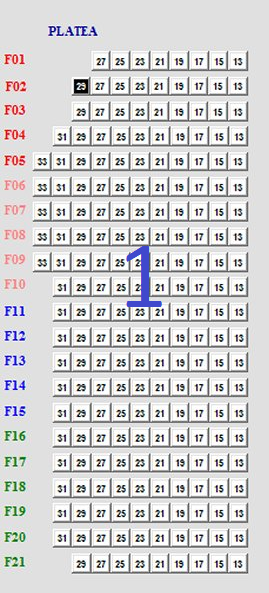 PLATEA
F01 27 25 23 21 19 17 15 13
F02 29 27 25 23 21 19 17 15 13
F03 29 27 25 23 21 19 17 15 13
F04 31 29 27 25 23 21 19 17 15 13
F05 33 31 29 27 25 23 21 19 17 15 13
F06 33 31 29 27 25 23 21 19 17 15 13
F07 33 31 29 27 25 23 21 19 17 15 13
F08 33 31 29 27 25 23 21 19 17 15 13
F09 33 31 29 27 25 23 21 19 17 15 13
1
F10 31 29 27 25 23 21 19 17 15 13
F11 31 29 27 25 23 21 19 17 15 13
F12 31 29 27 25 23 21 19 17 15 13
F13 31 29 27 25 23 21 19 17 15 13
F14 31 29 27 25 23 21 19 17 15 13
F15 31 29 27 25 23 21 19 17 15 13
F16 31 29 27 25 23 21 19 17 15 13
F17 31 29 27 25 23 21 19 17 15 13
F18 31 29 27 25 23 21 19 17 15 13
F19 31 29 27 25 23 21 19 17 15 13
F20 31 29 27 25 23 21 19 17 15 13
F21 29 27 25 23 21 19 17 15 13